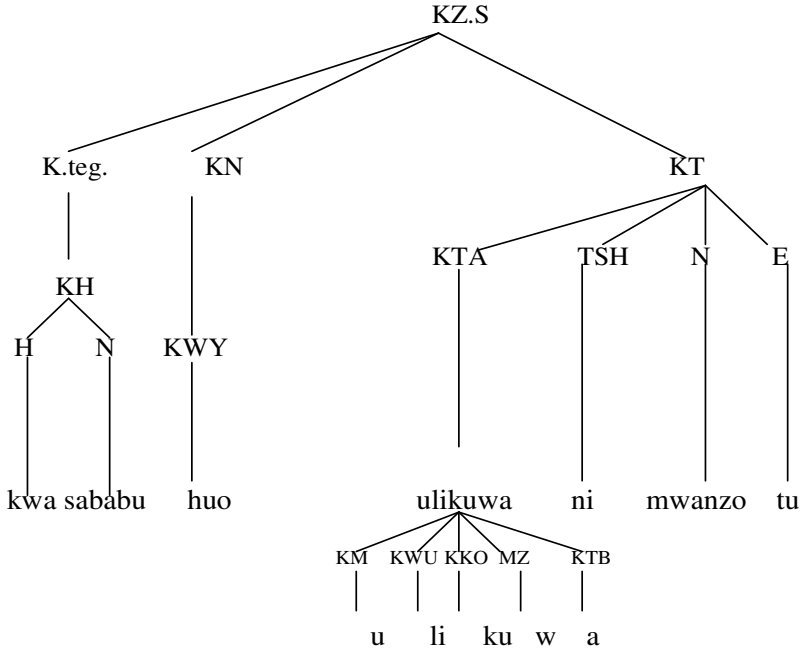 KZ.S
K.teg. KN KT
KTA TSH N E
KH
H N KWY
kwa sababu huo ulikuwa ni mwanzo tu
KM KWU KKO MZ KTB
u li ku w a